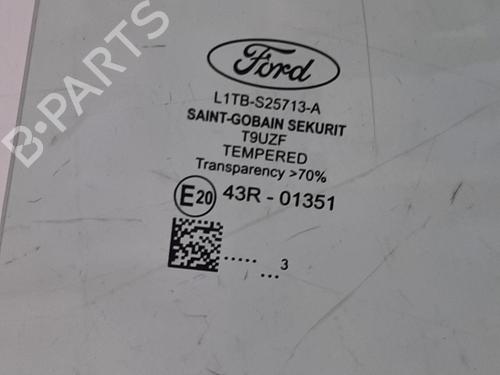 B-PARTS
Ford
L1TB-S25713-A
SAINT-GOBAIN SEKURIT
T9UZF
TEMPERED
Transparency >70%
E20 43R - 01351
.....
... 3